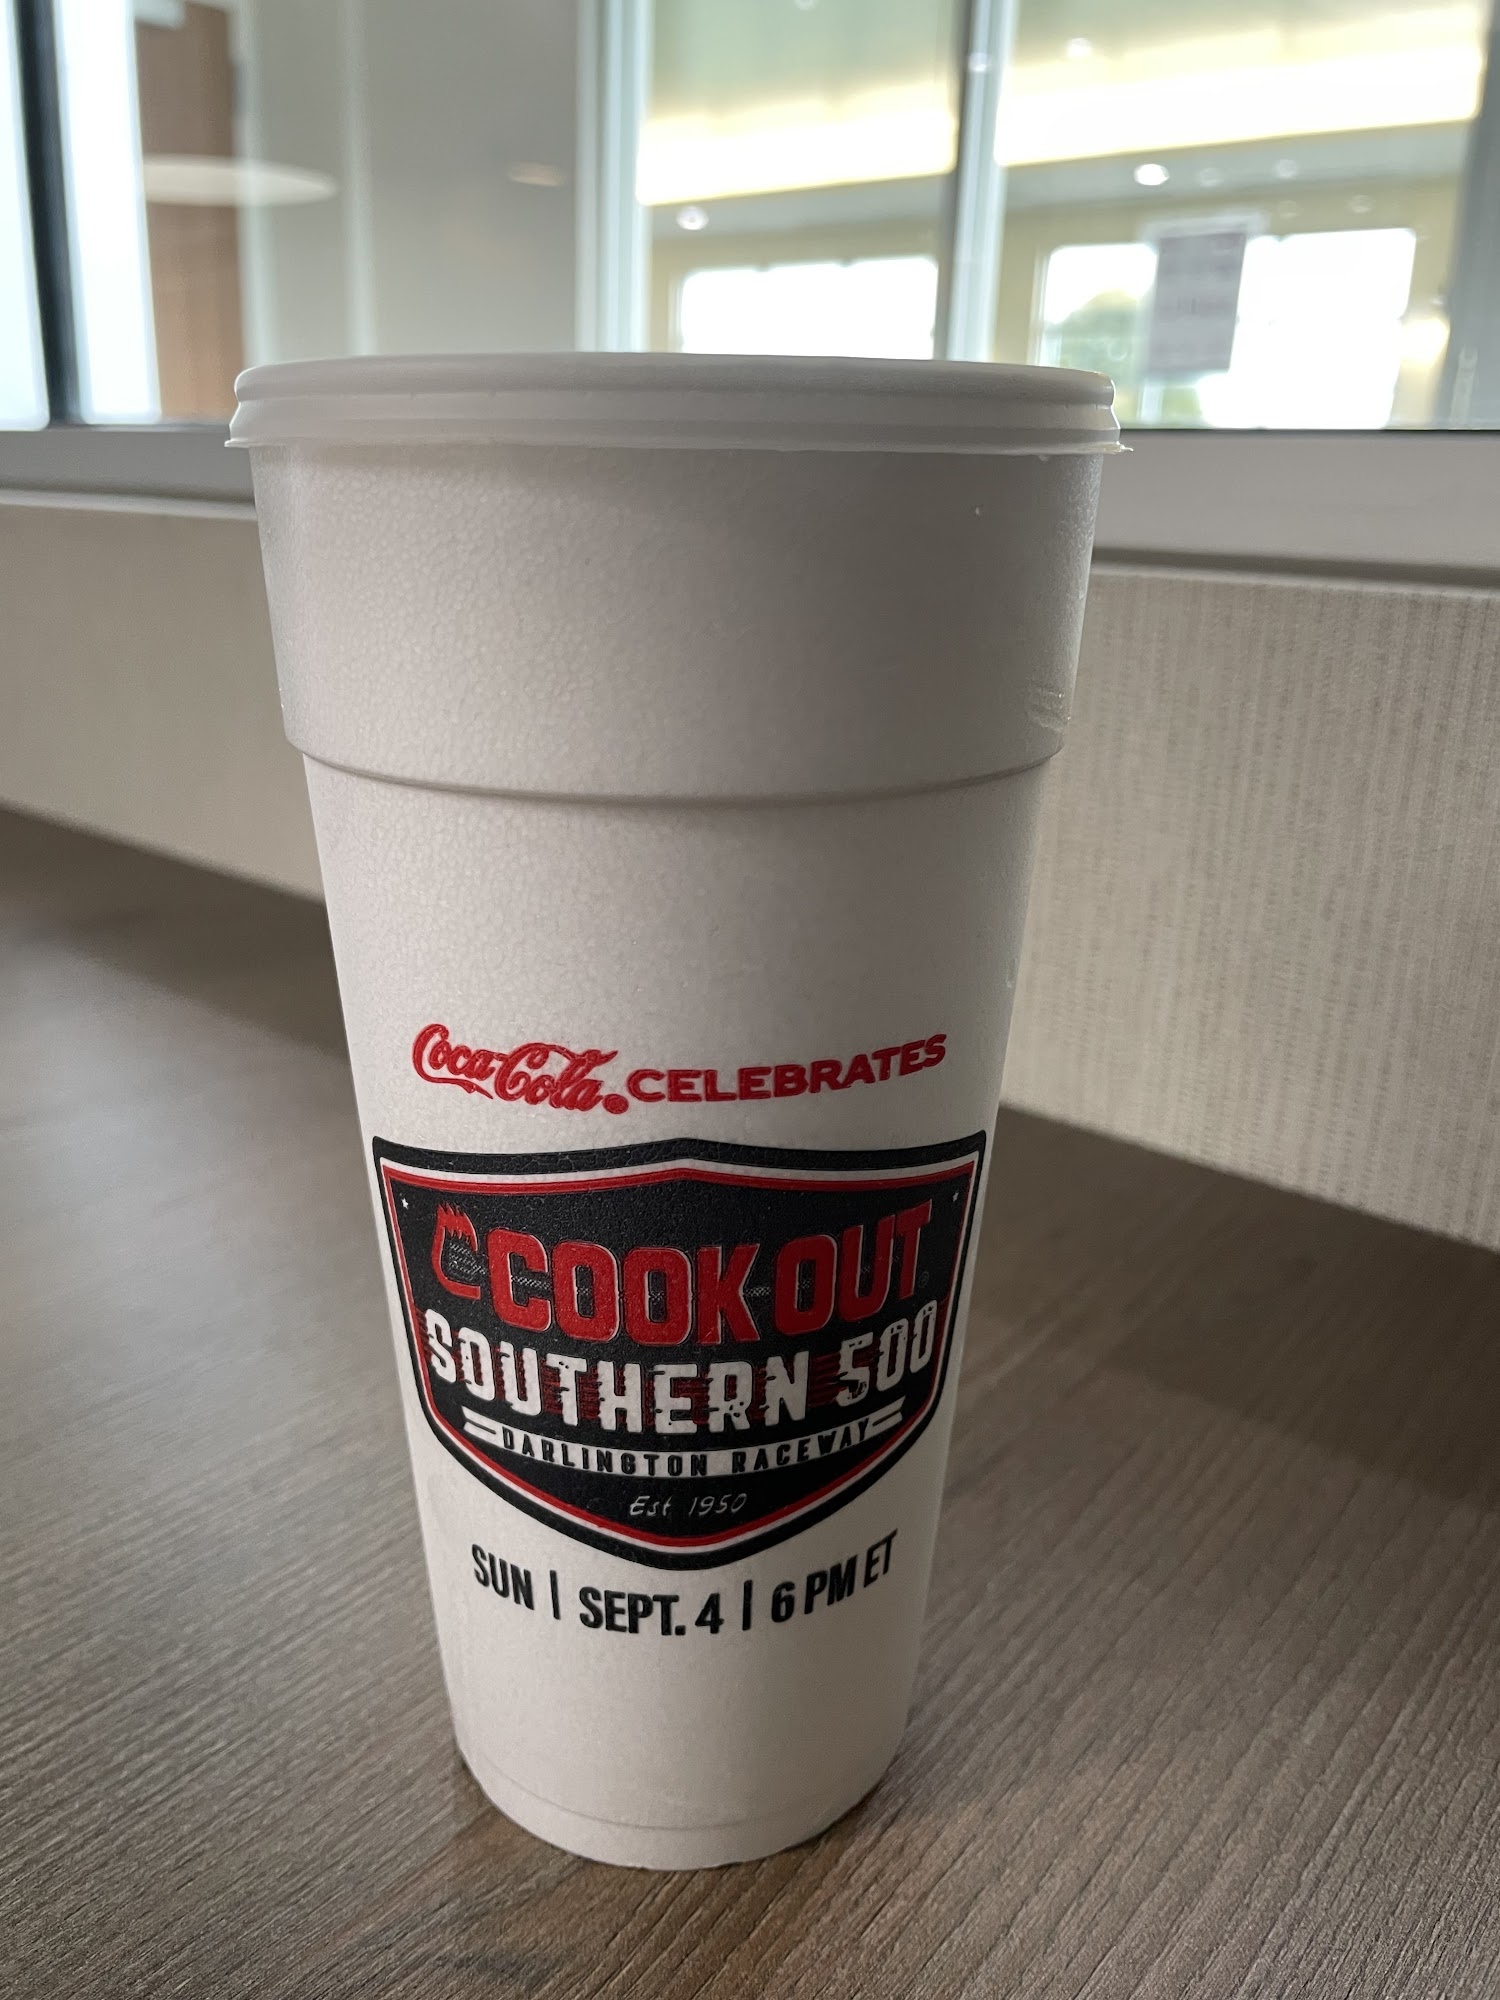 Coca-Cola. CELEBRATES
COOK OUT
SOUTHERN 500
DARLINGTON RACEWAY
Est 1950
SUN | SEPT. 4 | 6 PM ET